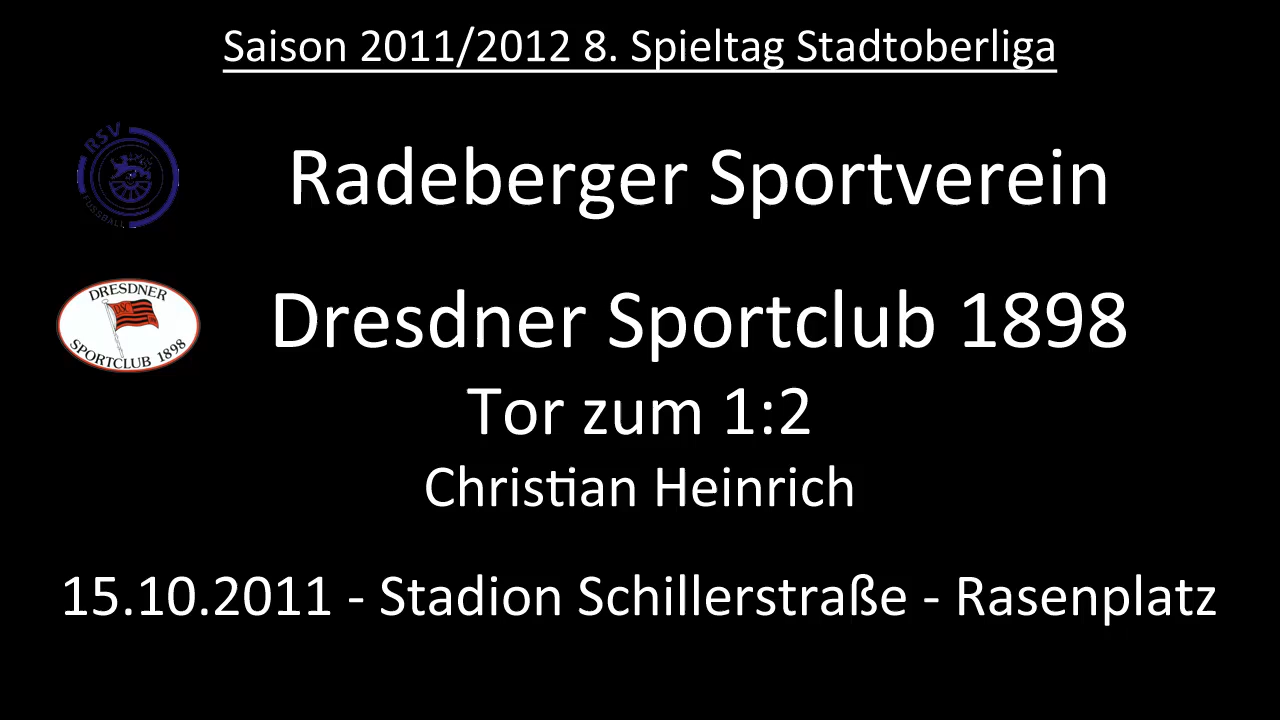 Saison 2011/2012 8. Spieltag Stadtoberliga
RSV
FUSSBALL
Radeberger Sportverein
DRESDNER
SPORTCLUB 1898
Dresdner Sportclub 1898
Tor zum 1:2
Christian Heinrich
15.10.2011 - Stadion Schillerstraße - Rasenplatz